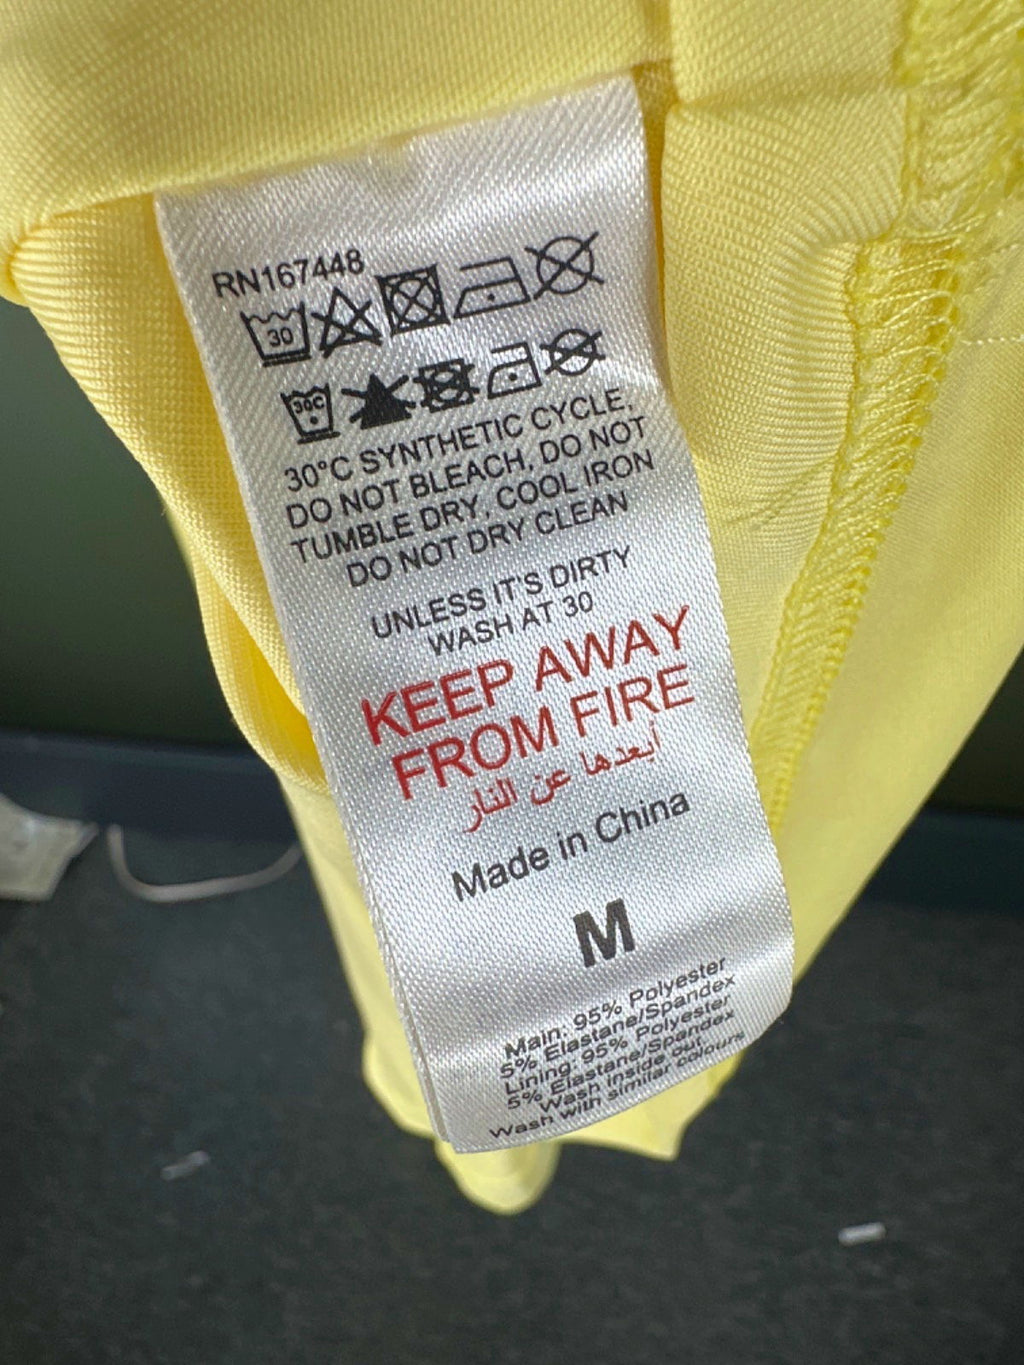 RN167448
30
30C
30°C SYNTHETIC CYCLE,
DO NOT BLEACH, DO NOT
TUMBLE DRY, COOL IRON
DO NOT DRY CLEAN
UNLESS IT'S DIRTY
WASH AT 30
KEEP AWAY
FROM FIRE
أبعدها عن النار
Made in China
M
Main: 95% Polyester
5% Elastane/Spandex
Lining: 95% Polyester
5% Elastane/Spandex
Wash inside out
Wash with similar colours